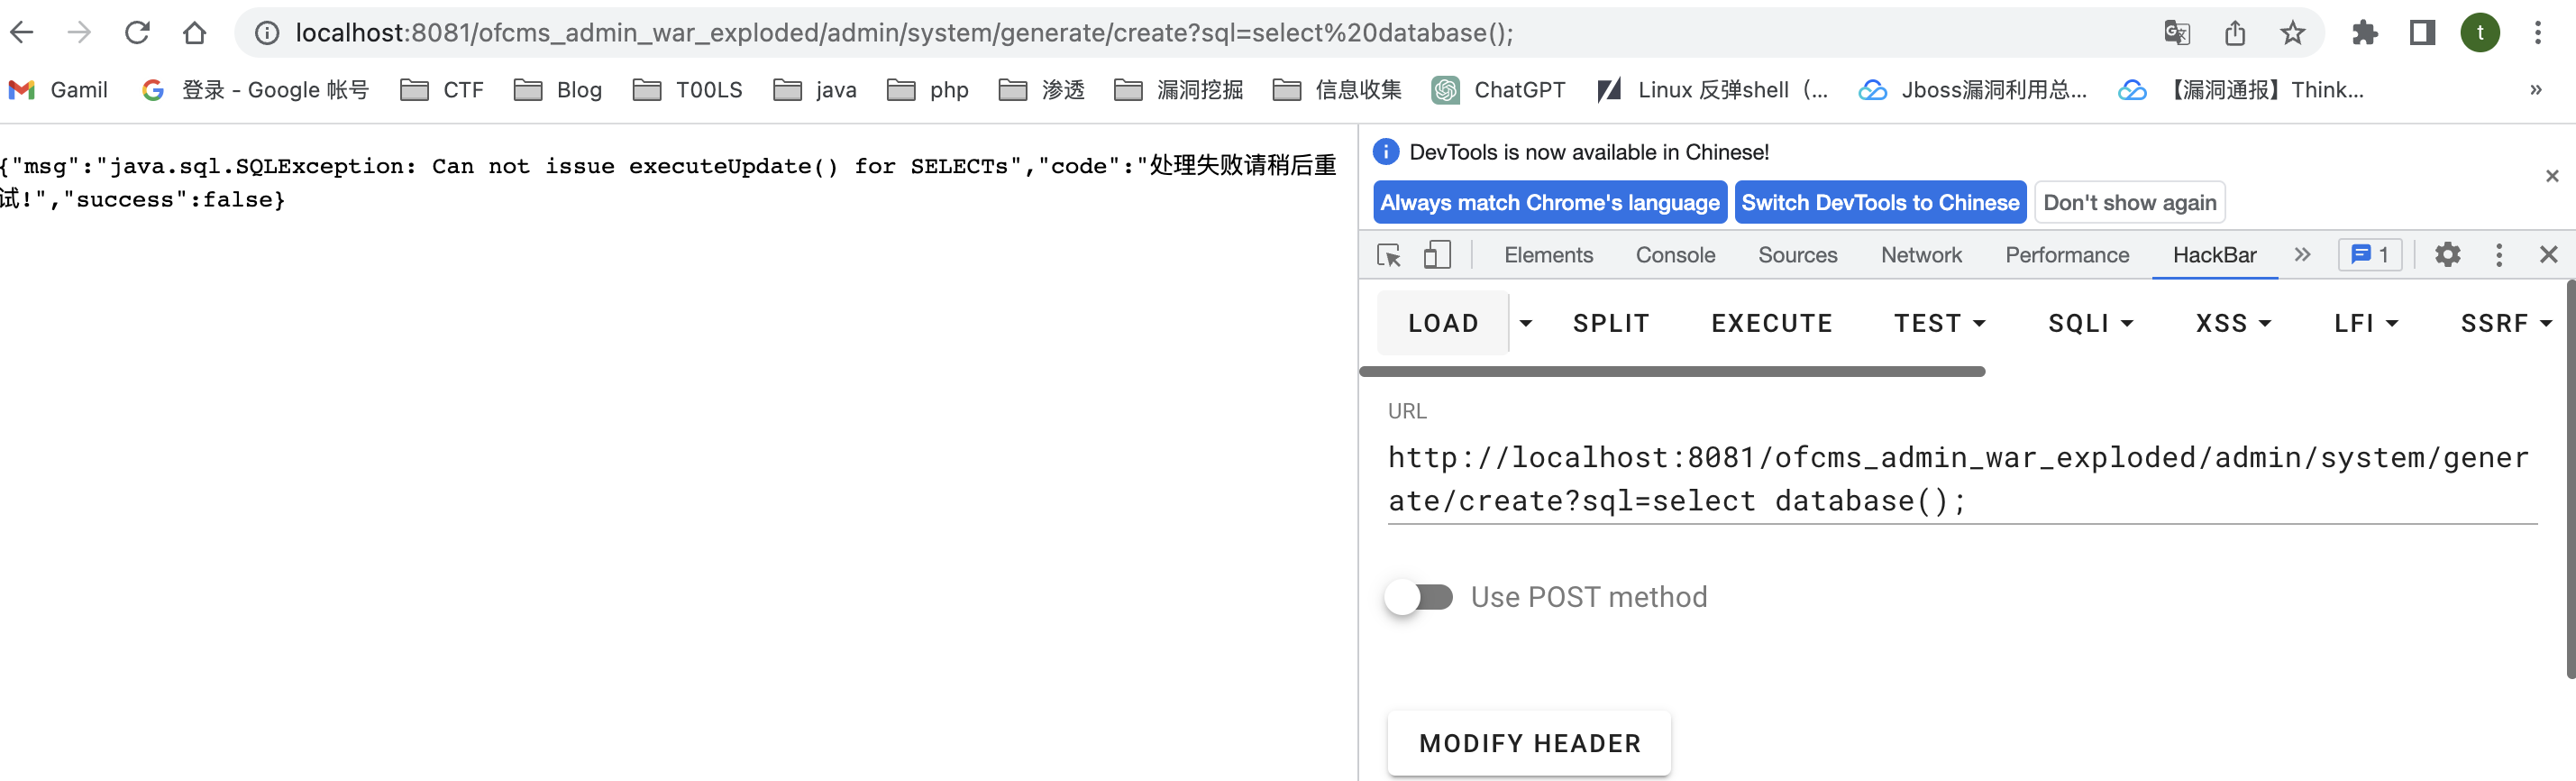 localhost:8081/ofcms_admin_war_exploded/admin/system/generate/create?sql=select%20database();
t
Gamil
登录 - Google 帐号
CTF
Blog
T00LS
java
php
渗透
漏洞挖掘
信息收集
ChatGPT
Linux 反弹shell（...
Jboss漏洞利用总...
【漏洞通报】Think...
»
{"msg":"java.sql.SQLException: Can not issue executeUpdate() for SELECTs","code":"处理失败请稍后重
试!","success":false}
DevTools is now available in Chinese!
Always match Chrome's language
Switch DevTools to Chinese
Don't show again
Elements
Console
Sources
Network
Performance
HackBar
1
LOAD
SPLIT
EXECUTE
TEST
SQLI
XSS
LFI
SSRF
URL
http://localhost:8081/ofcms_admin_war_exploded/admin/system/gener
ate/create?sql=select database();
Use POST method
MODIFY HEADER